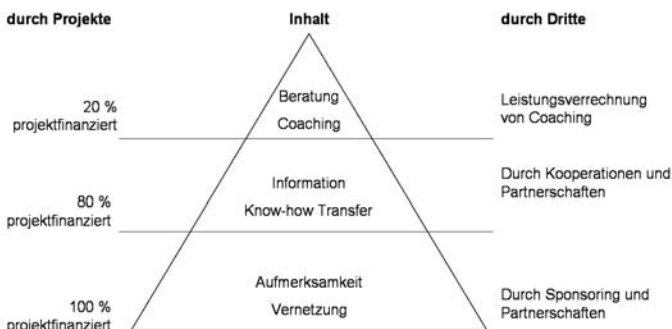 durch Projekte
Inhalt
durch Dritte
20 %
projektfinanziert
Beratung
Coaching
Leistungsverrechnung
von Coaching
80 %
projektfinanziert
Information
Know-how Transfer
Durch Kooperationen und
Partnerschaften
100 %
projektfinanziert
Aufmerksamkeit
Vernetzung
Durch Sponsoring und
Partnerschaften